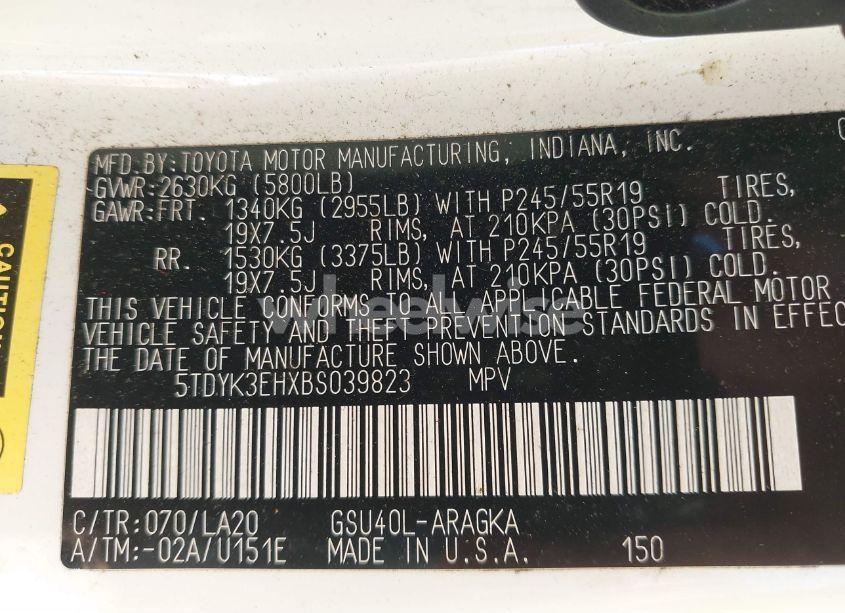 MFD.BY:TOYOTA MOTOR MANUFACTURING, INDIANA, INC.
GVWR:2630KG (5800LB)
GAWR:FRT. 1340KG (2955LB) WITH P245/55R19 TIRES,
19X7.5J RIMS, AT 210KPA (30PSI) COLD.
RR. 1530KG (3375LB) WITH P245/55R19 TIRES,
19X7.5J RIMS, AT 210KPA (30PSI) COLD.
THIS VEHICLE CONFORMS TO ALL APPLICABLE FEDERAL MOTOR
VEHICLE SAFETY AND THEFT PREVENTION STANDARDS IN EFFEC
THE DATE OF MANUFACTURE SHOWN ABOVE.
5TDYK3EHXBS039823 MPV
C/TR:070/LA20 GSU40L-ARAGKA
A/TM:-02A/U151E MADE IN U.S.A. 150
wheelwise